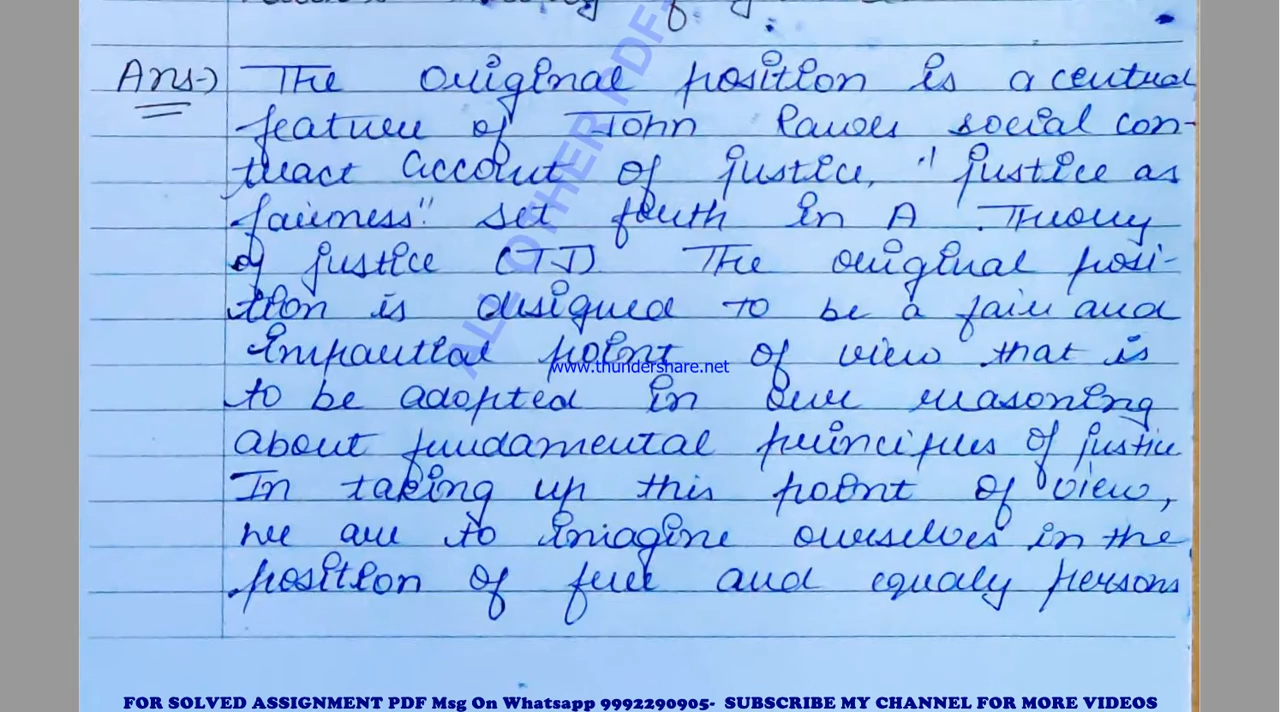 Ans→) The original position is a central
feature of John Rawls social con-
tract account of justice, "justice as
fairness" set forth in A Theory
of justice (TJ) The original posi-
tion is designed to be a fair and
impartial point of view that is
www.thundershare.net
to be adopted in our reasoning
about fundamental principles of justice
In taking up this point of view,
we are to imagine ourselves in the
position of free and equaly persons
ALL OTHER PDF
FOR SOLVED ASSIGNMENT PDF Msg On Whatsapp 9992290905- SUBSCRIBE MY CHANNEL FOR MORE VIDEOS